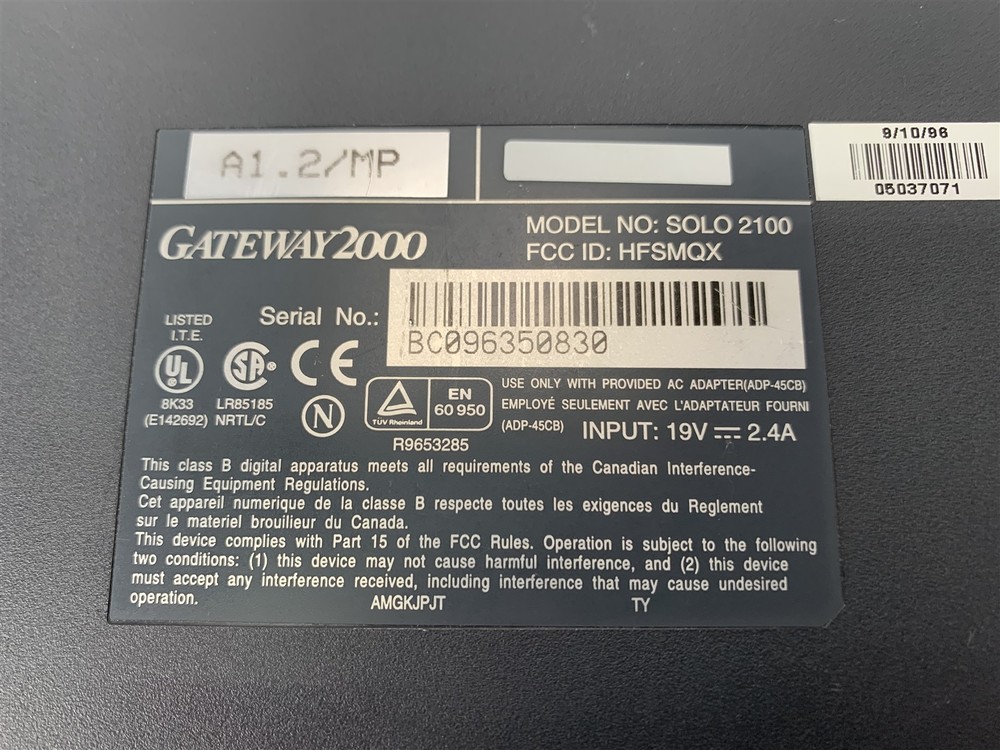 A1.2/MP
9/10/96
05037071
GATEWAY2000
MODEL NO: SOLO 2100
FCC ID: HFSMQX
Serial No.:
BC096350830
LISTED
I.T.E.
UL
8K33
(E142692)
SA
LR85185
NRTL/C
CE
N
TUV Rheinland
EN
60 950
R9653285
USE ONLY WITH PROVIDED AC ADAPTER(ADP-45CB)
EMPLOYÉ SEULEMENT AVEC L'ADAPTATEUR FOURNI
(ADP-45CB)
INPUT: 19V 2.4A
This class B digital apparatus meets all requirements of the Canadian Interference-
Causing Equipment Regulations.
Cet appareil numerique de la classe B respecte toutes les exigences du Reglement
sur le materiel brouilieur du Canada.
This device complies with Part 15 of the FCC Rules. Operation is subject to the following
two conditions: (1) this device may not cause harmful interference, and (2) this device
must accept any interference received, including interference that may cause undesired
operation.
AMGKJPJT
TY